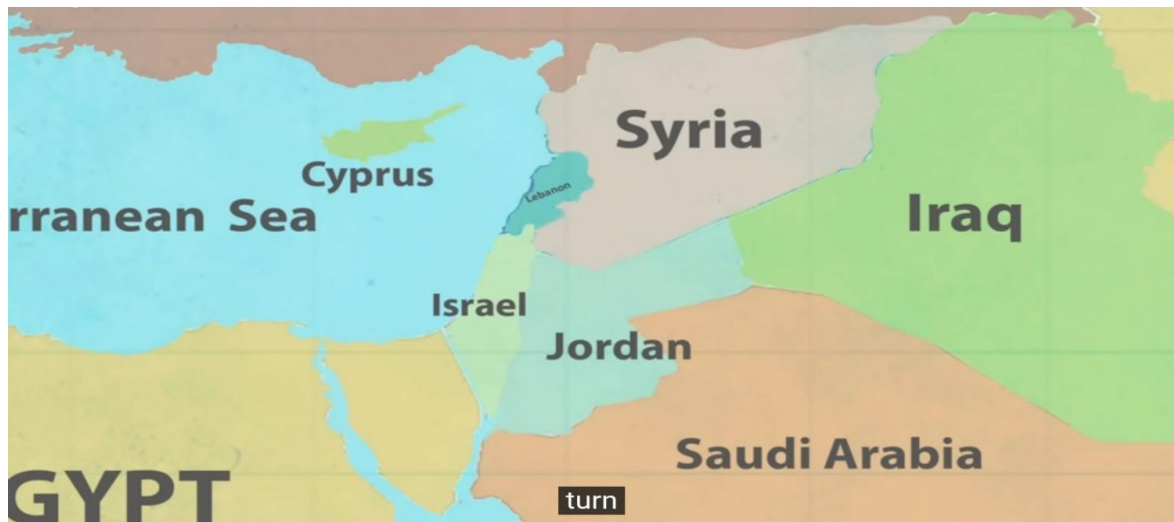 Syria
Cyprus
Lebanon
rranean Sea
Iraq
Israel
Jordan
Saudi Arabia
GYPT
turn